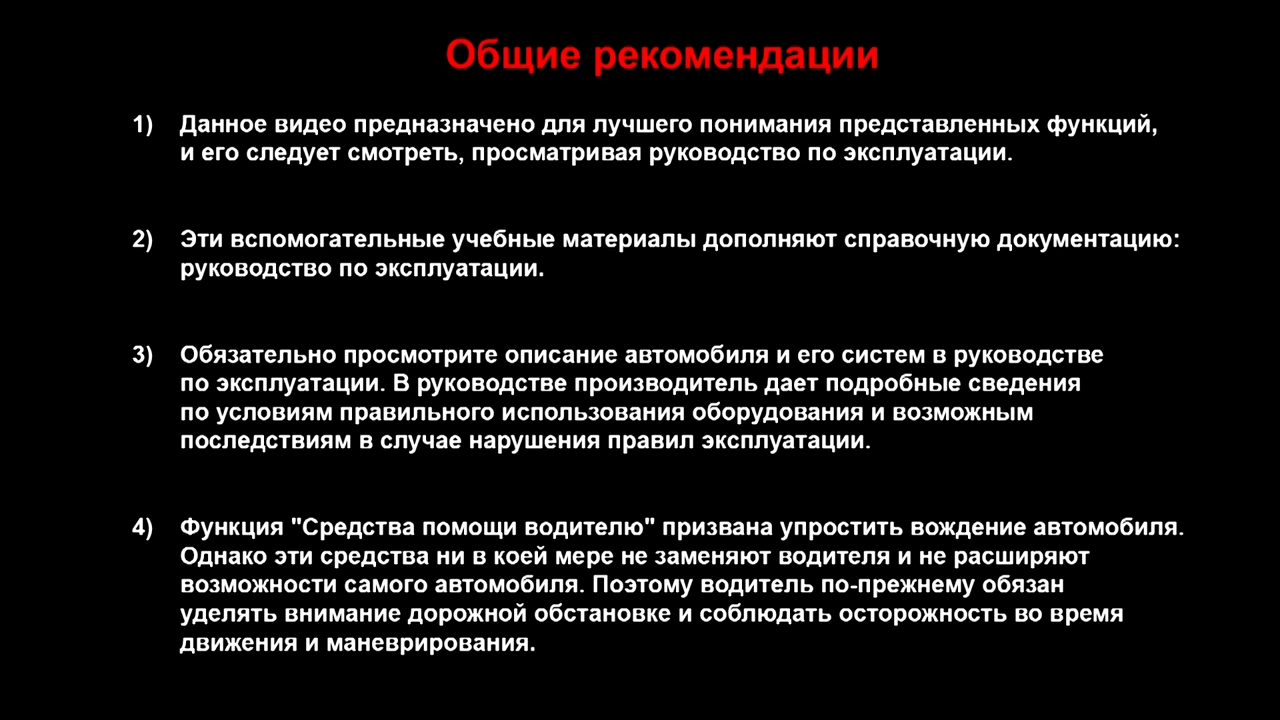 Общие рекомендации
1) Данное видео предназначено для лучшего понимания представленных функций,
и его следует смотреть, просматривая руководство по эксплуатации.
2) Эти вспомогательные учебные материалы дополняют справочную документацию:
руководство по эксплуатации.
3) Обязательно просмотрите описание автомобиля и его систем в руководстве
по эксплуатации. В руководстве производитель дает подробные сведения
по условиям правильного использования оборудования и возможным
последствиям в случае нарушения правил эксплуатации.
4) Функция "Средства помощи водителю" призвана упростить вождение автомобиля.
Однако эти средства ни в коей мере не заменяют водителя и не расширяют
возможности самого автомобиля. Поэтому водитель по-прежнему обязан
уделять внимание дорожной обстановке и соблюдать осторожность во время
движения и маневрирования.